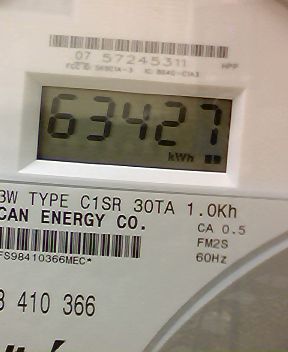 07 57245311
HPP
63427
kWh
3W TYPE C1SR 30TA 1.0Kh
CAN ENERGY CO.
CA 0.5
FM2S
60Hz
FS98410366MEC*
8 410 366